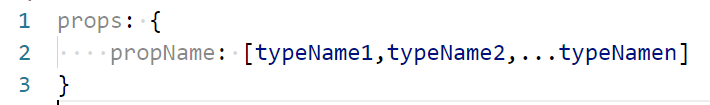 1 props: {
2 propName: [typeName1,typeName2,...typeNamen]
3 }